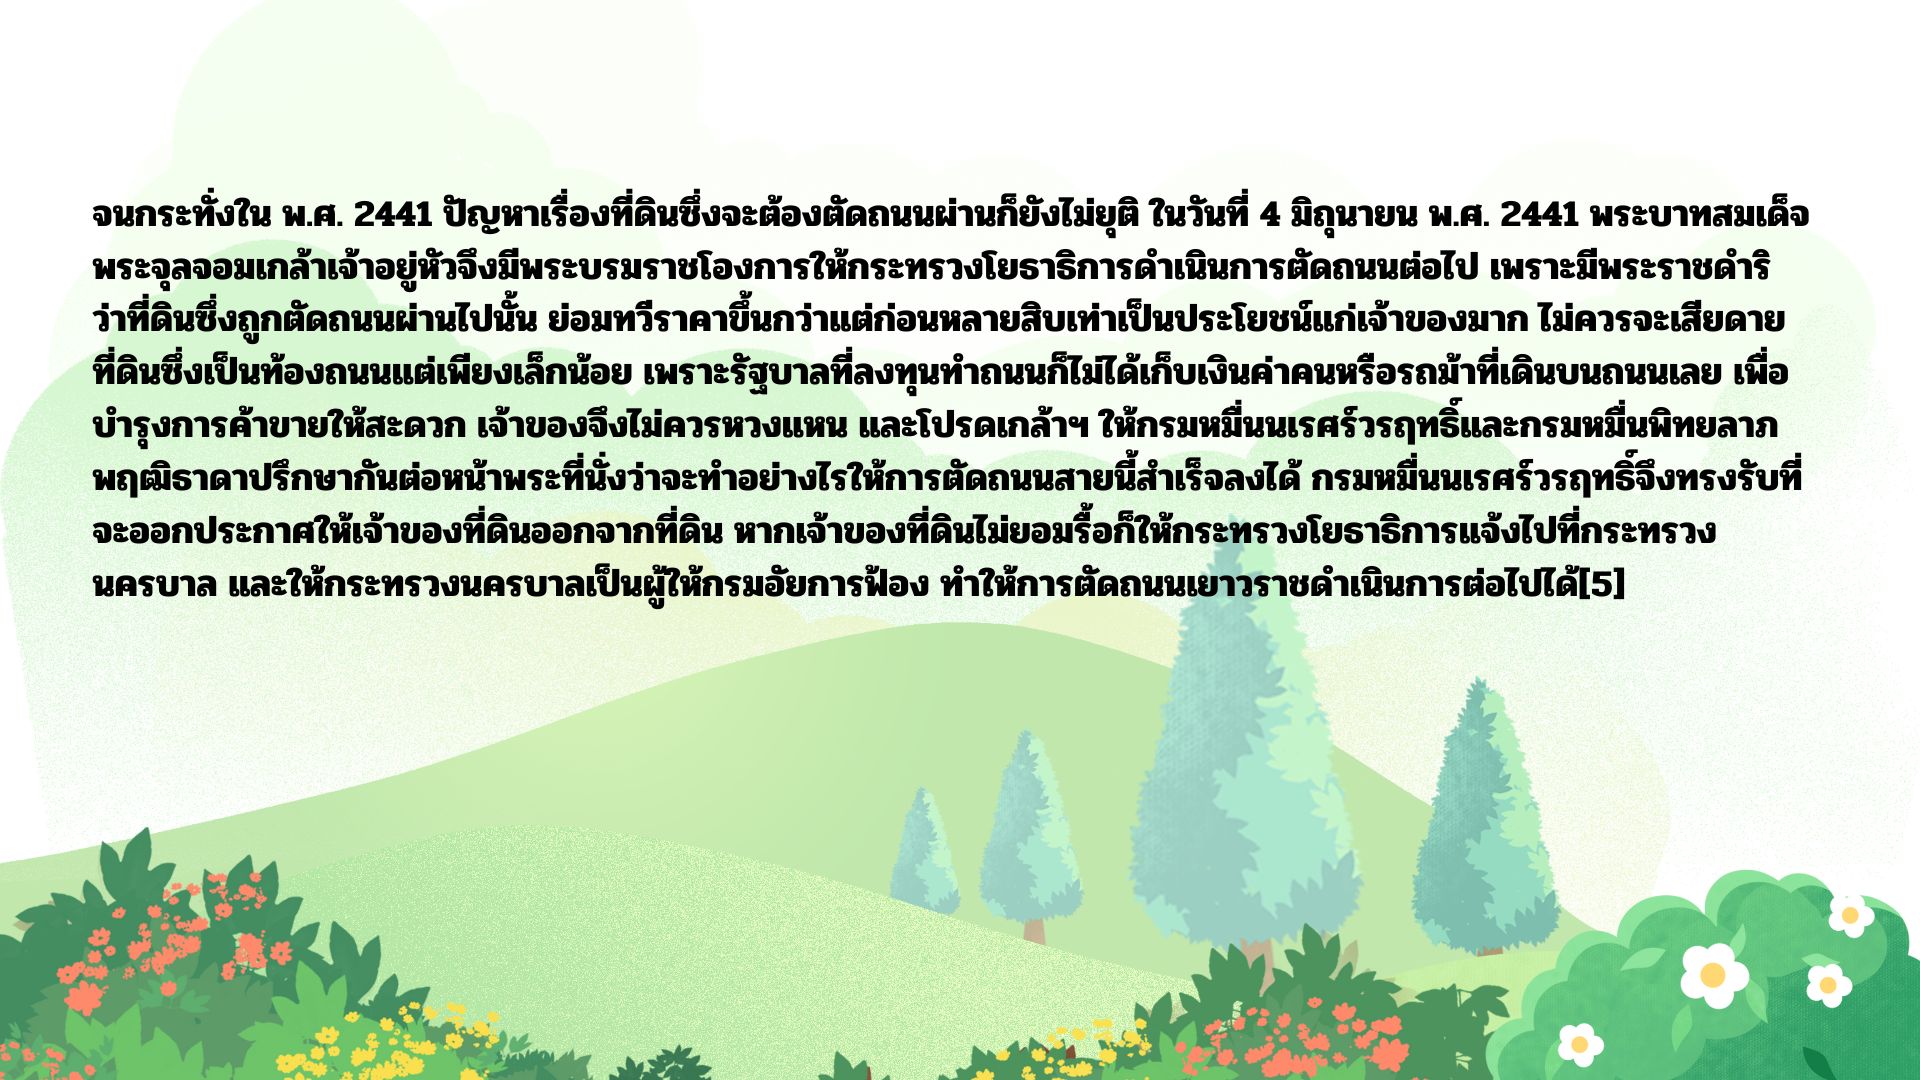 จนกระทั่งใน พ.ศ. 2441 ปัญหาเรื่องที่ดินซึ่งจะต้องตัดถนนผ่านก็ยังไม่ยุติ ในวันที่ 4 มิถุนายน พ.ศ. 2441 พระบาทสมเด็จ
พระจุลจอมเกล้าเจ้าอยู่หัวจึงมีพระบรมราชโองการให้กระทรวงโยธาธิการดำเนินการตัดถนนต่อไป เพราะมีพระราชดำริ
ว่าที่ดินซึ่งถูกตัดถนนผ่านไปนั้น ย่อมทวีราคาขึ้นกว่าแต่ก่อนหลายสิบเท่าเป็นประโยชน์แก่เจ้าของมาก ไม่ควรจะเสียดาย
ที่ดินซึ่งเป็นท้องถนนแต่เพียงเล็กน้อย เพราะรัฐบาลที่ลงทุนทำถนนก็ไม่ได้เก็บเงินค่าคนหรือรถม้าที่เดินบนถนนเลย เพื่อ
บำรุงการค้าขายให้สะดวก เจ้าของจึงไม่ควรหวงแหน และโปรดเกล้าฯ ให้กรมหมื่นนเรศร์วรฤทธิ์และกรมหมื่นพิทยลาภ
พฤฒิธาดาปรึกษากันต่อหน้าพระที่นั่งว่าจะทำอย่างไรให้การตัดถนนสายนี้สำเร็จลงได้ กรมหมื่นนเรศร์วรฤทธิ์จึงทรงรับที่
จะออกประกาศให้เจ้าของที่ดินออกจากที่ดิน หากเจ้าของที่ดินไม่ยอมรื้อก็ให้กระทรวงโยธาธิการแจ้งไปที่กระทรวง
นครบาล และให้กระทรวงนครบาลเป็นผู้ให้กรมอัยการฟ้อง ทำให้การตัดถนนเยาวราชดำเนินการต่อไปได้[5]